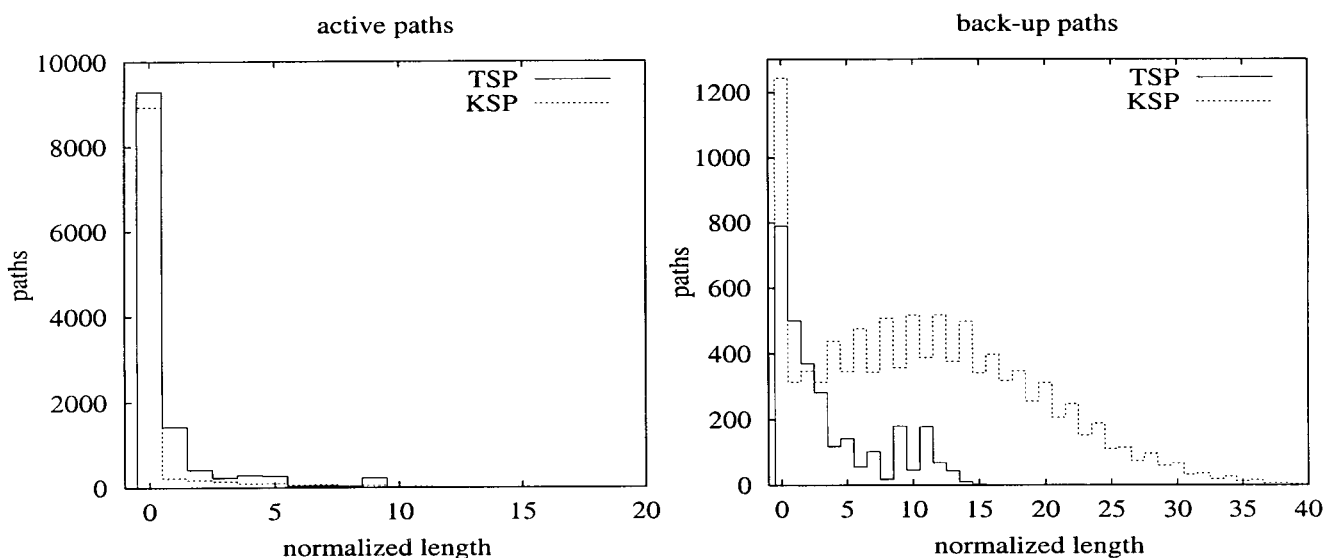 active paths
10000
8000
6000
4000
2000
0
paths
TSP
KSP
0 5 10 15 20
normalized length
back-up paths
1200
1000
800
600
400
200
0
paths
TSP
KSP
0 5 10 15 20 25 30 35 40
normalized length